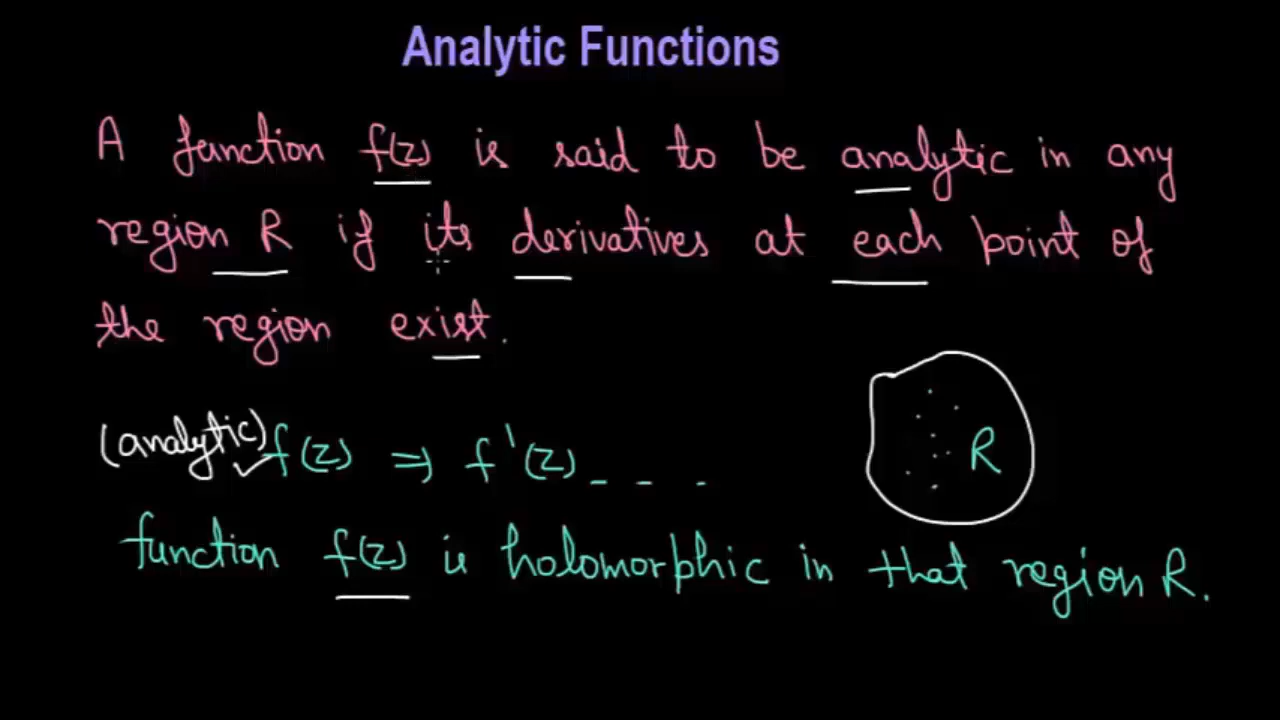 Analytic Functions
A function f(z) is said to be analytic in any
region R if its derivatives at each point of
the region exist.
(analytic) f(z) ⇒ f'(z) - - -
R
function f(z) is holomorphic in that region R.